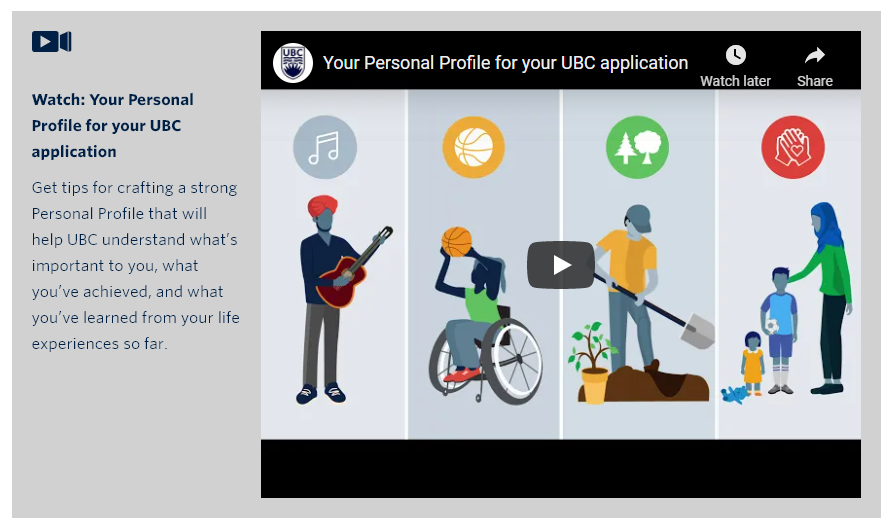 Watch: Your Personal
Profile for your UBC
application
Get tips for crafting a strong
Personal Profile that will
help UBC understand what's
important to you, what
you've achieved, and what
you've learned from your life
experiences so far.
UBC
Your Personal Profile for your UBC application
Watch later
Share